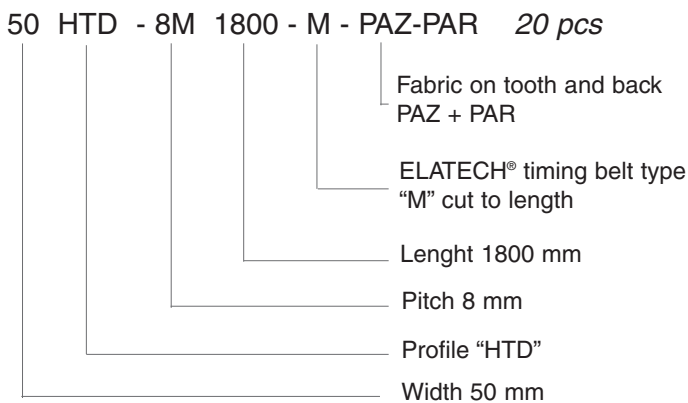 50 HTD - 8M 1800 - M - PAZ-PAR 20 pcs
Fabric on tooth and back
PAZ + PAR
ELATECH® timing belt type
“M” cut to length
Lenght 1800 mm
Pitch 8 mm
Profile “HTD”
Width 50 mm